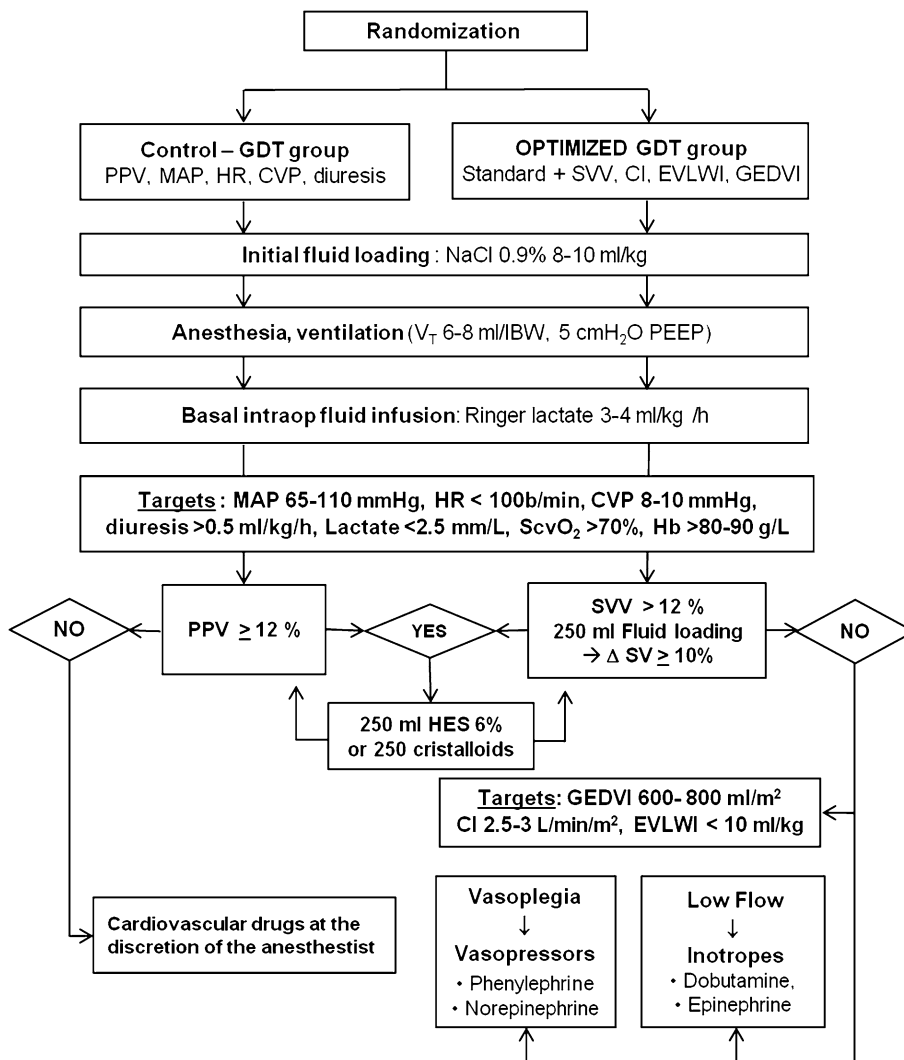 Randomization
Control – GDT group
PPV, MAP, HR, CVP, diuresis
OPTIMIZED GDT group
Standard + SVV, CI, EVLWI, GEDVI
Initial fluid loading : NaCl 0.9% 8-10 ml/kg
Anesthesia, ventilation (V_T 6-8 ml/IBW, 5 cmH₂O PEEP)
Basal intraop fluid infusion: Ringer lactate 3-4 ml/kg /h
Targets : MAP 65-110 mmHg, HR < 100b/min, CVP 8-10 mmHg,
diuresis >0.5 ml/kg/h, Lactate <2.5 mm/L, ScvO₂ >70%, Hb >80-90 g/L
NO
PPV ≥ 12 %
YES
SVV > 12 %
250 ml Fluid loading
→ Δ SV ≥ 10%
NO
250 ml HES 6%
or 250 cristalloids
Targets: GEDVI 600- 800 ml/m²
CI 2.5-3 L/min/m², EVLWI < 10 ml/kg
Cardiovascular drugs at the
discretion of the anesthestist
Vasoplegia
↓
Vasopressors
• Phenylephrine
• Norepinephrine
Low Flow
↓
Inotropes
• Dobutamine,
• Epinephrine